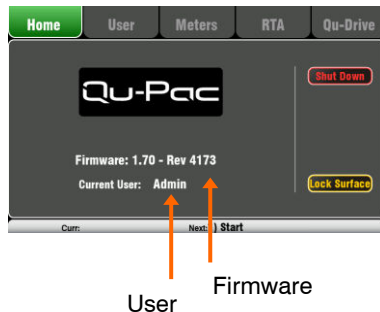 Home User Meters RTA Qu-Drive
Shut Down
Qu-Pac
Firmware: 1.70 - Rev 4173
Current User: Admin
Lock Surface
Curr: Next: ) Start
Firmware
User